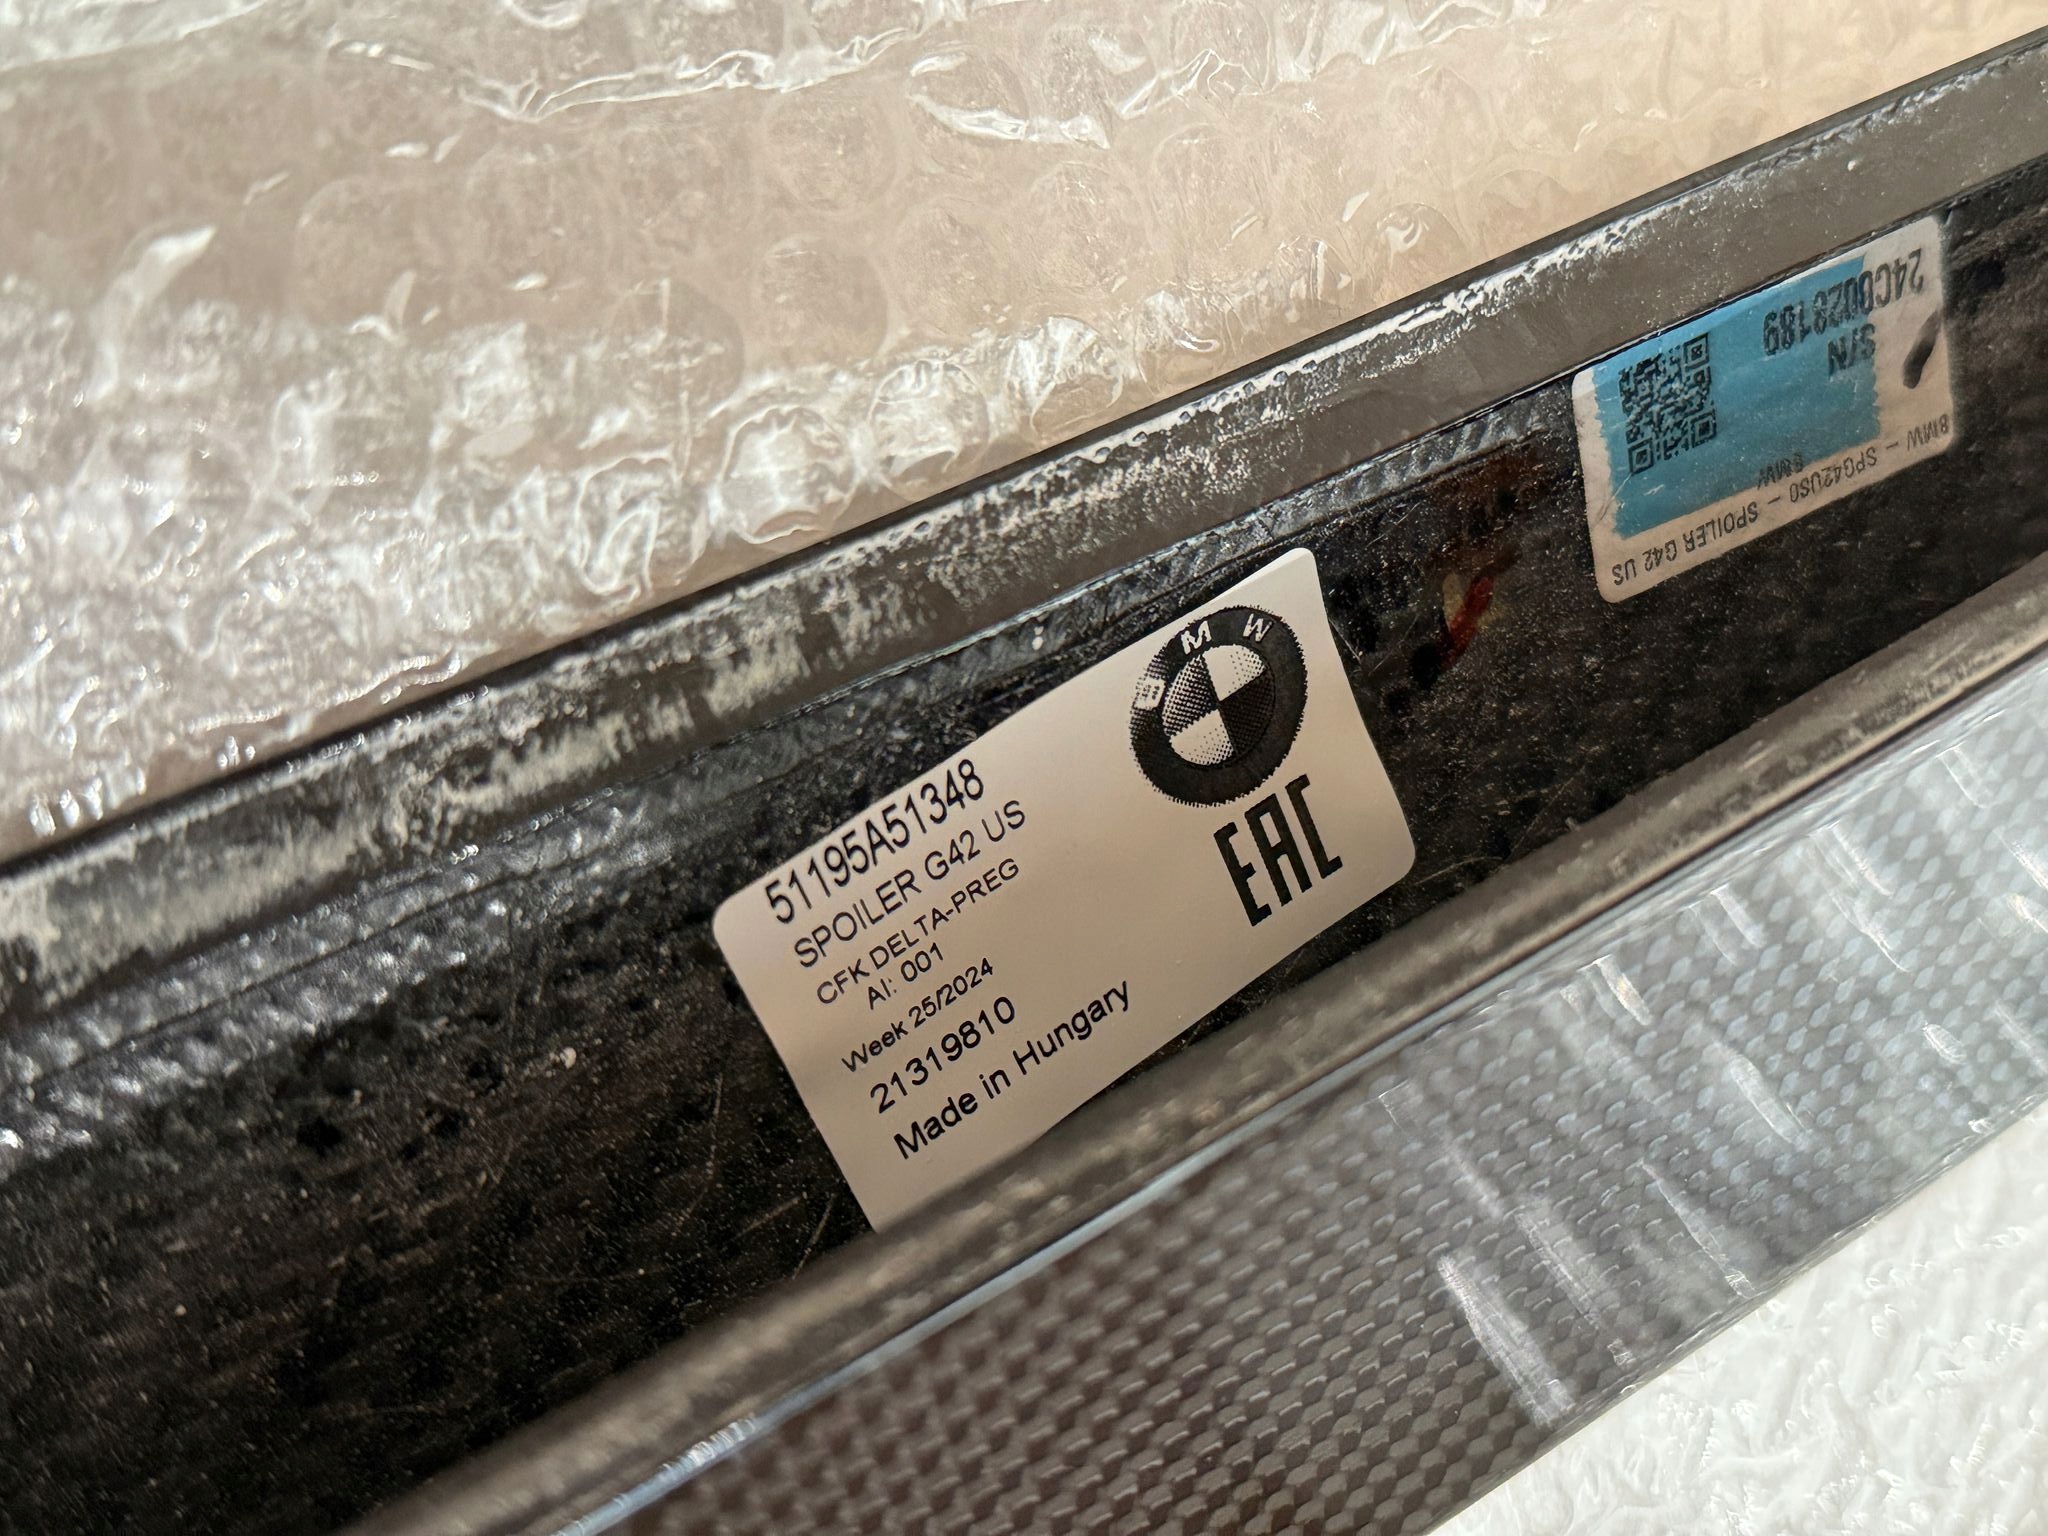 51195A51348
SPOILER G42 US
CFK DELTA-PREG
AI: 001
Week 25/2024
21319810
Made in Hungary
BMW
EAC
BMW - SPG42US0 - SPOILER G42 US
BMW
S/N
24C0028189